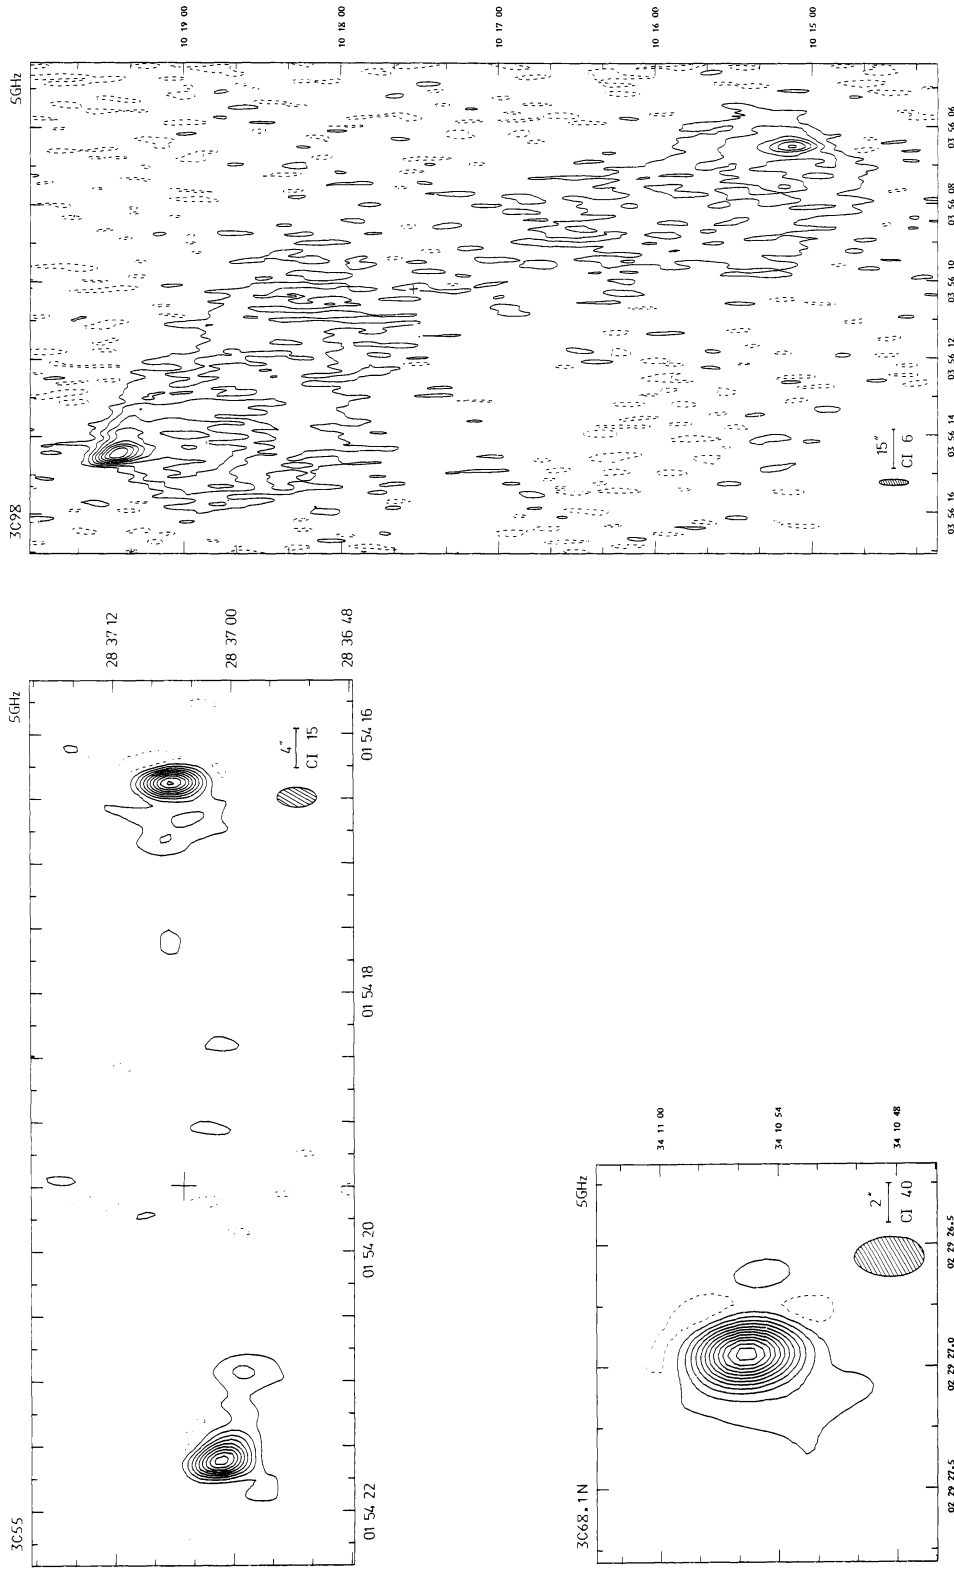 3C98
5GHz
10 19 00
10 18 00
10 17 00
10 16 00
10 15 00
03 56 16
03 56 14
03 56 12
03 56 10
03 56 08
03 56 06
15"
CI 6
3C55
5GHz
28 37 12
28 37 00
28 36 48
01 54 22
01 54 20
01 54 18
01 54 16
4"
CI 15
3C68.1N
5GHz
34 11 00
34 10 54
34 10 48
02 29 27.5
02 29 27.0
02 29 26.5
2"
CI 40